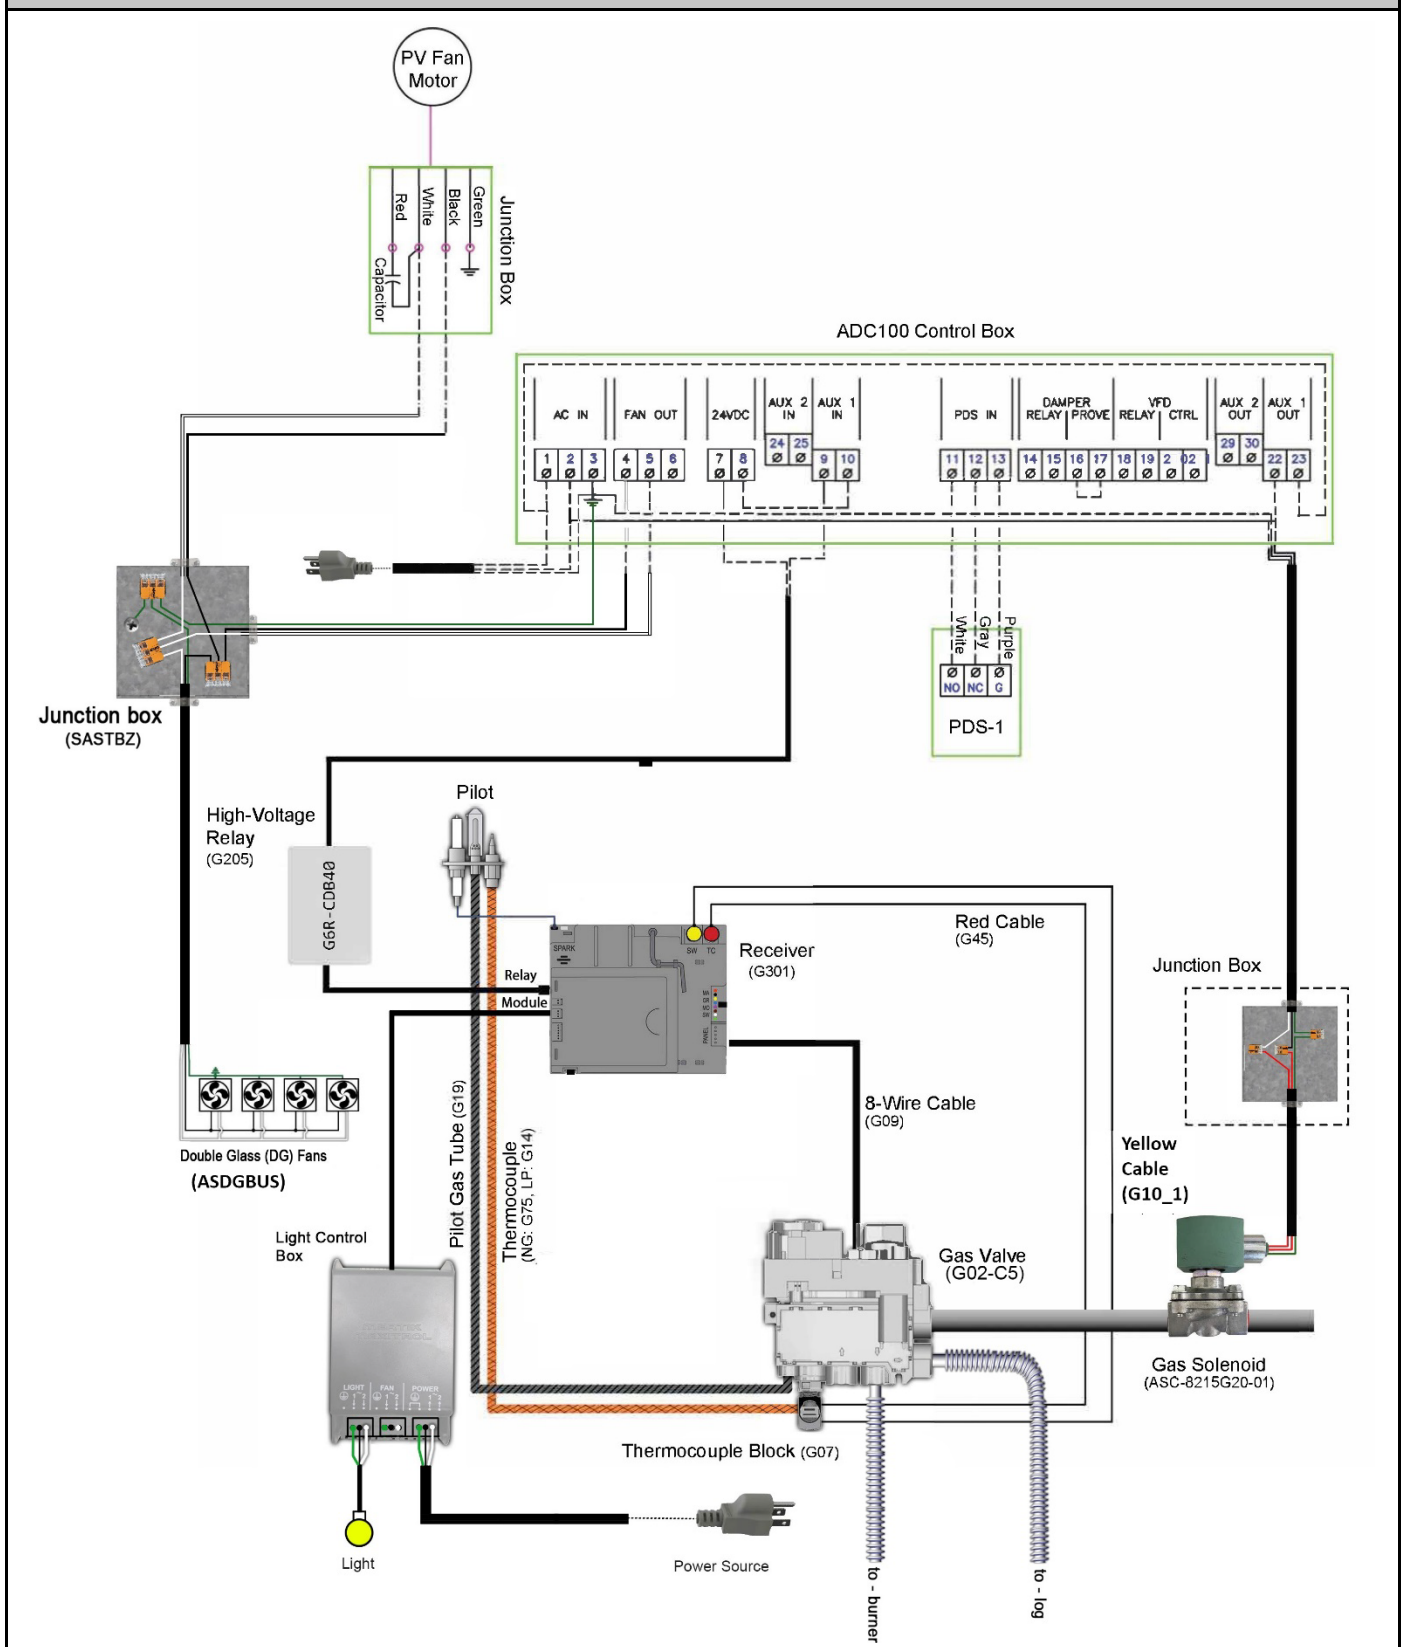 PV Fan
Motor
Red
White
Black
Green
Capacitor
Junction Box
ADC100 Control Box
AC IN
FAN OUT
24VDC
AUX 2
IN
AUX 1
IN
PDS IN
DAMPER
RELAY | PROVE
VFD
RELAY | CTRL
AUX 2
OUT
AUX 1
OUT
24 25
29 30
1 2 3
4 5 6
7 8
9 10
11 12 13
14 15 16 17 18 19 2 02
22 23
White
Gray
Purple
NO NC G
PDS-1
Junction box
(SASTBZ)
Pilot
High-Voltage
Relay
(G205)
G6R-CDB40
Relay
Module
SPARK
SW TC
PANEL
Receiver
(G301)
Red Cable
(G45)
Junction Box
8-Wire Cable
(G09)
Yellow
Cable
(G10_1)
Double Glass (DG) Fans
(ASDGBUS)
Pilot Gas Tube (G19)
Thermocouple
(NG: G75, LP: G14)
Light Control
Box
LIGHT FAN POWER
Gas Valve
(G02-C5)
Gas Solenoid
(ASC-8215G20-01)
Thermocouple Block (G07)
Light
Power Source
to - burner
to - log